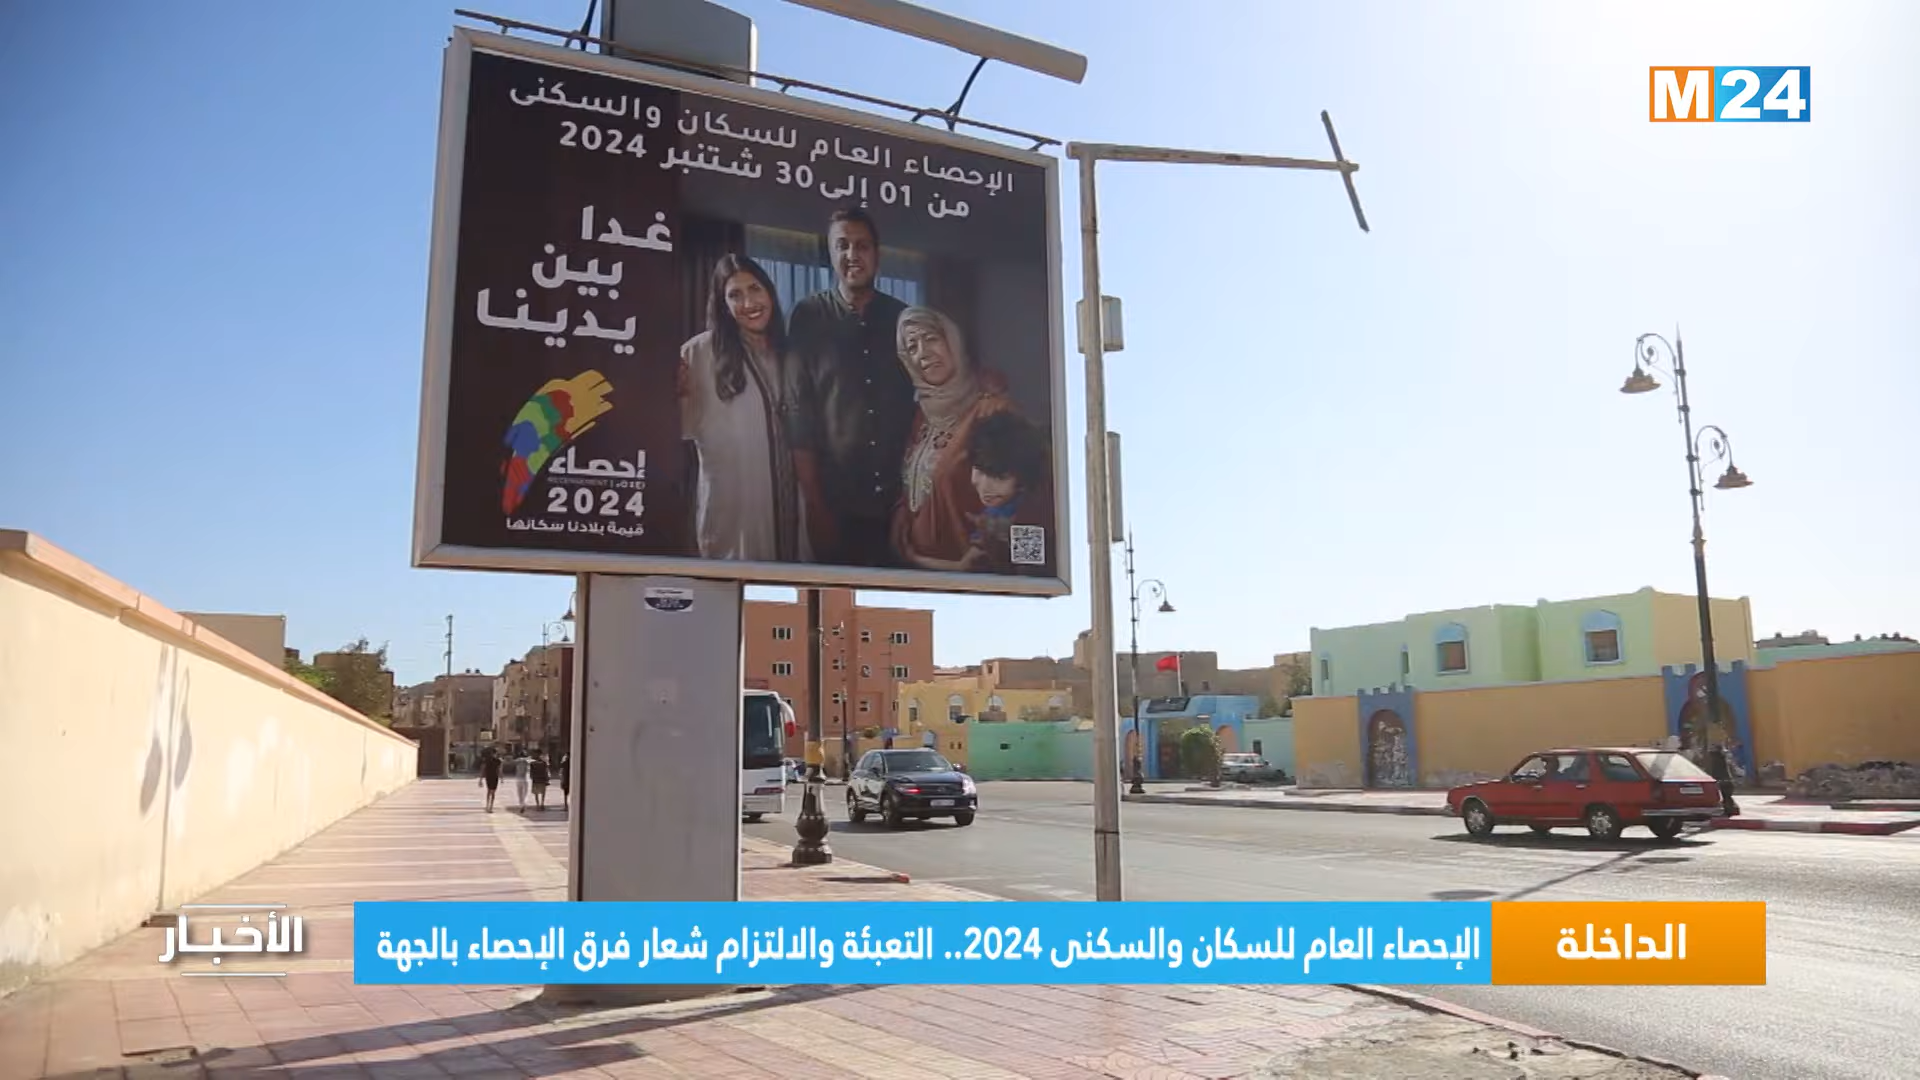 M24
الإحصاء العام للسكان والسكنى
من 01 إلى 30 شتنبر 2024
غدا
بين
يدينا
إحصاء
RECENSEMENT
2024
قيمة بلادنا سكانها
الداخلة
الإحصاء العام للسكان والسكنى 2024.. التعبئة والالتزام شعار فرق الإحصاء بالجهة
الأخبار